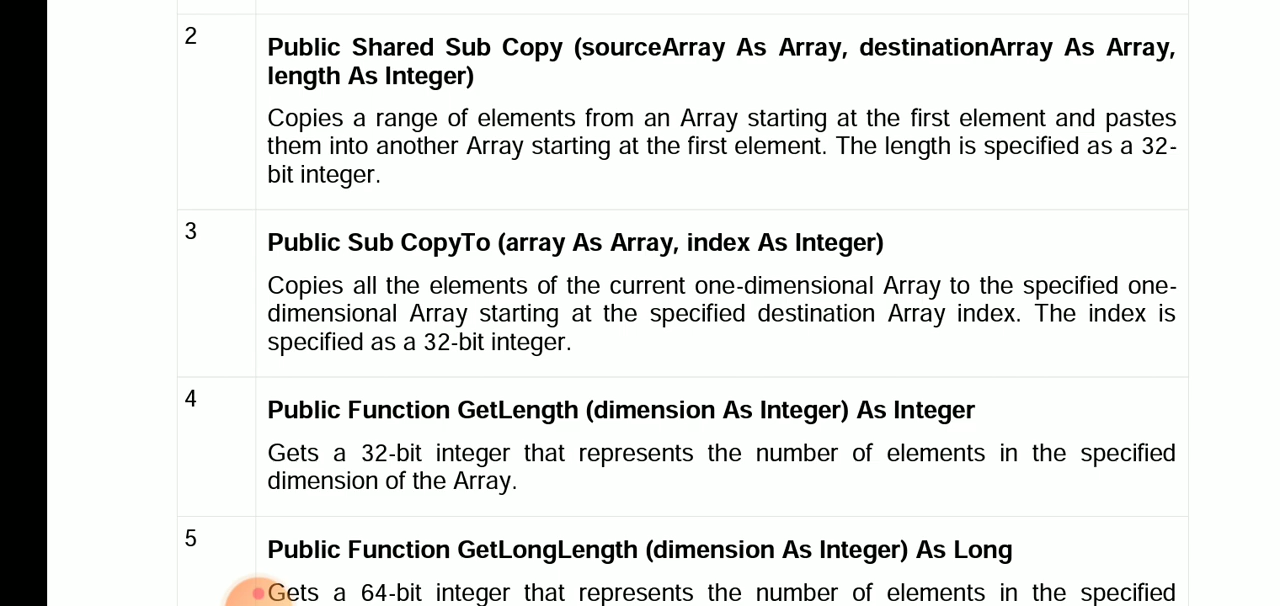 2
Public Shared Sub Copy (sourceArray As Array, destinationArray As Array,
length As Integer)
Copies a range of elements from an Array starting at the first element and pastes
them into another Array starting at the first element. The length is specified as a 32-
bit integer.
3
Public Sub CopyTo (array As Array, index As Integer)
Copies all the elements of the current one-dimensional Array to the specified one-
dimensional Array starting at the specified destination Array index. The index is
specified as a 32-bit integer.
4
Public Function GetLength (dimension As Integer) As Integer
Gets a 32-bit integer that represents the number of elements in the specified
dimension of the Array.
5
Public Function GetLongLength (dimension As Integer) As Long
Gets a 64-bit integer that represents the number of elements in the specified